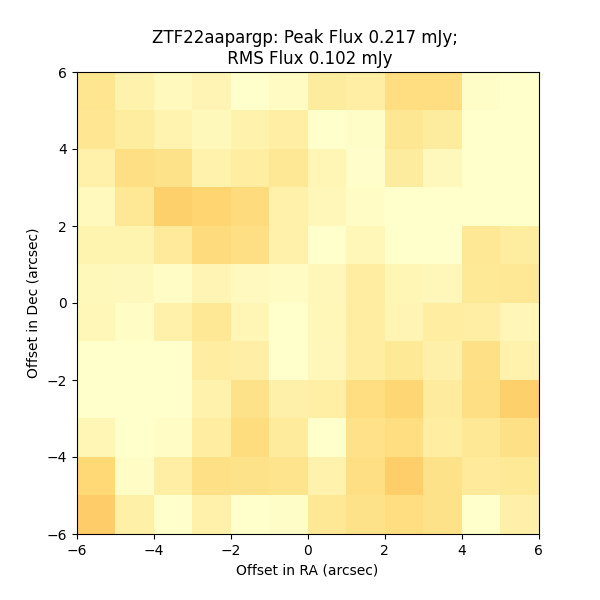 ZTF22aapargp: Peak Flux 0.217 mJy;
RMS Flux 0.102 mJy
6
4
2
0
−2
−4
−6
Offset in Dec (arcsec)
−6 −4 −2 0 2 4 6
Offset in RA (arcsec)